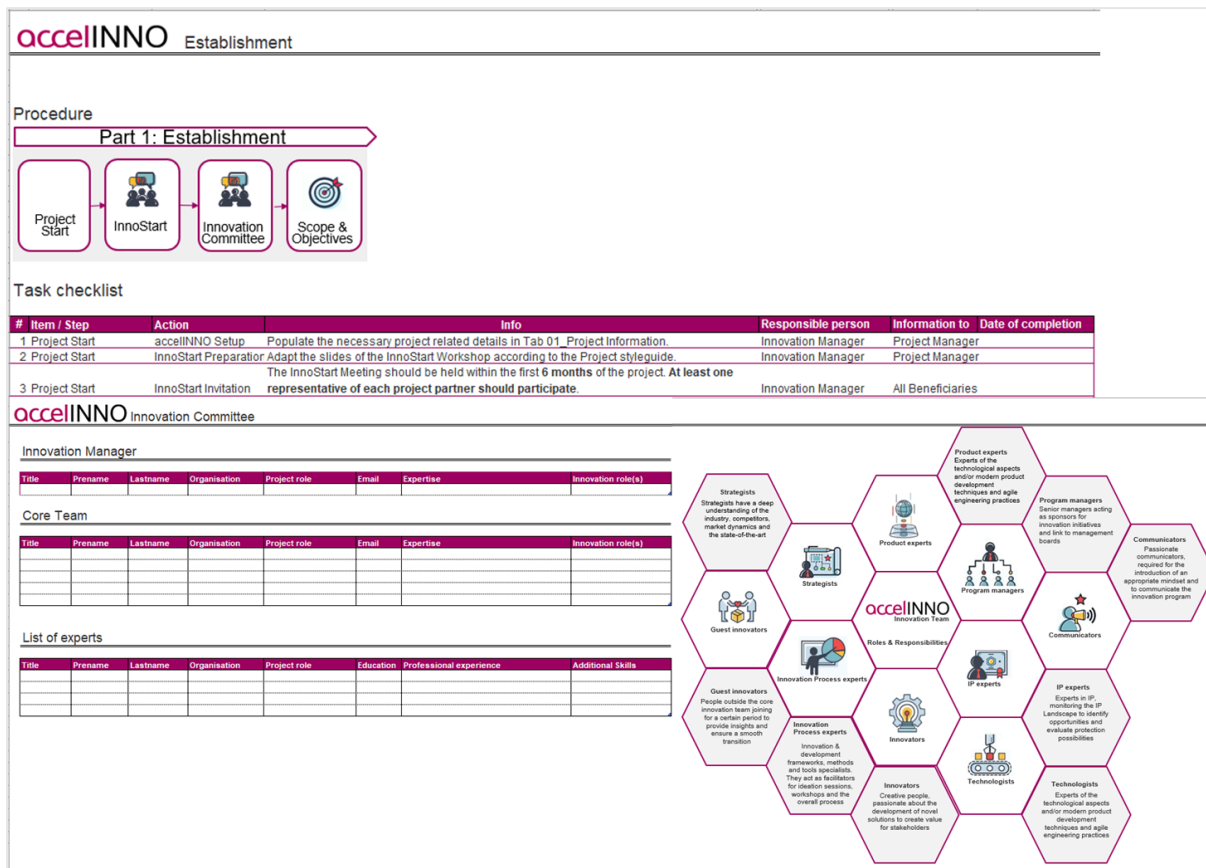 accelINNO Establishment
Procedure
Part 1: Establishment
Project
Start
InnoStart
Innovation
Committee
Scope &
Objectives
Task checklist
# Item / Step Action Info Responsible person Information to Date of completion
1 Project Start accelINNO Setup Populate the necessary project related details in Tab 01_Project Information. Innovation Manager Project Manager
2 Project Start InnoStart Preparation Adapt the slides of the InnoStart Workshop according to the Project styleguide. Innovation Manager Project Manager
The InnoStart Meeting should be held within the first 6 months of the project. At least one
3 Project Start InnoStart Invitation representative of each project partner should participate. Innovation Manager All Beneficiaries
accelINNO Innovation Committee
Innovation Manager
Title Prename Lastname Organisation Project role Email Expertise Innovation role(s)
Core Team
Title Prename Lastname Organisation Project role Email Expertise Innovation role(s)
List of experts
Title Prename Lastname Organisation Project role Education Professional experience Additional Skills
Product experts
Experts of the
technological aspects
and/or modern product
development
techniques and agile
engineering practices
Strategists
Strategists have a deep
understanding of the
industry, competitors,
market dynamics and
the state-of-the-art
Product experts
Program managers
Senior managers acting
as sponsors for
innovation initiatives
and link to management
boards
Communicators
Passionate
communicators,
required for the
introduction of an
appropriate mindset and
to communicate the
innovation program
Strategists
Program managers
accelINNO
Innovation Team
Roles & Responsibilities
Guest innovators
Communicators
Innovation Process experts
IP experts
Guest innovators
People outside the core
innovation team joining
for a certain period to
provide insights and
ensure a smooth
transition
IP experts
Experts in IP,
monitoring the IP
Landscape to identify
opportunities and
evaluate protection
possibilities
Innovation
Process experts
Innovation &
development
frameworks, methods
and tools specialists.
They act as facilitators
for ideation sessions,
workshops and the
overall process
Innovators
Technologists
Innovators
Creative people,
passionate about the
development of novel
solutions to create value
for stakeholders
Technologists
Experts of the
technological aspects
and/or modern product
development
techniques and agile
engineering practices